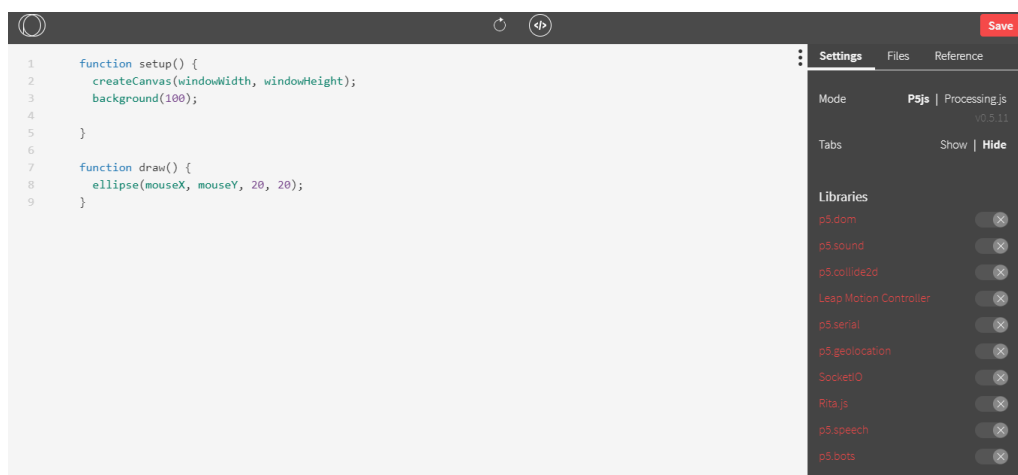 </>
Save
1 function setup() {
2 createCanvas(windowWidth, windowHeight);
3 background(100);
4
5 }
6
7 function draw() {
8 ellipse(mouseX, mouseY, 20, 20);
9 }
Settings Files Reference
Mode P5js | Processing.js
v0.5.11
Tabs Show | Hide
Libraries
p5.dom
p5.sound
p5.collide2d
Leap Motion Controller
p5.serial
p5.geolocation
SocketIO
Rita.js
p5.speech
p5.bots